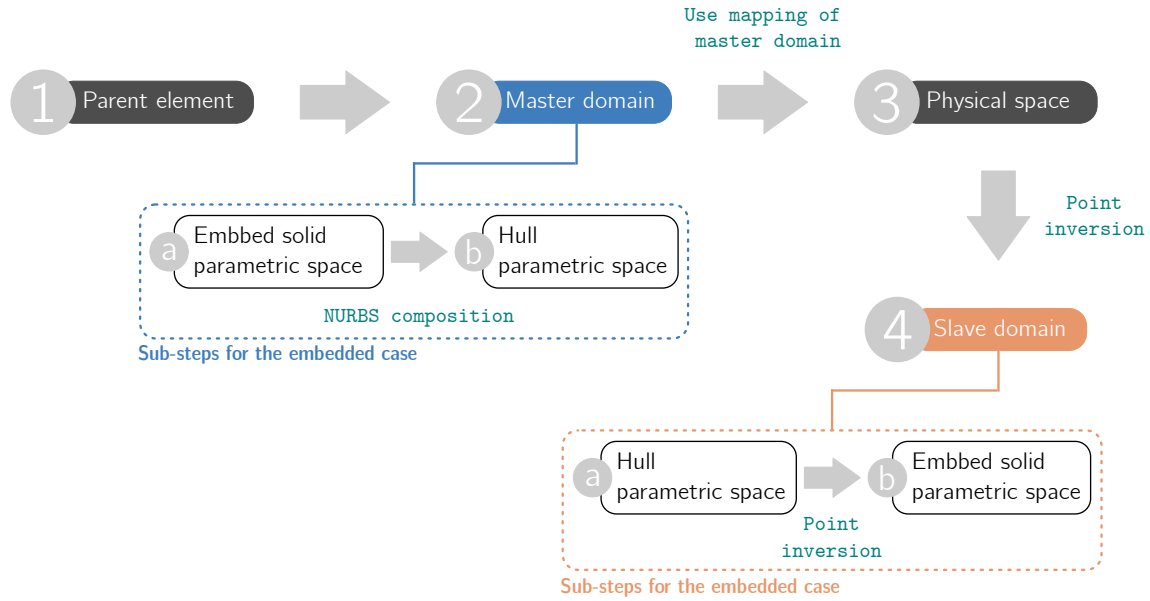 Use mapping of
master domain
1 Parent element
2 Master domain
3 Physical space
Point
inversion
a Embbed solid
parametric space
b Hull
parametric space
NURBS composition
Sub-steps for the embedded case
4 Slave domain
a Hull
parametric space
b Embbed solid
parametric space
Point
inversion
Sub-steps for the embedded case